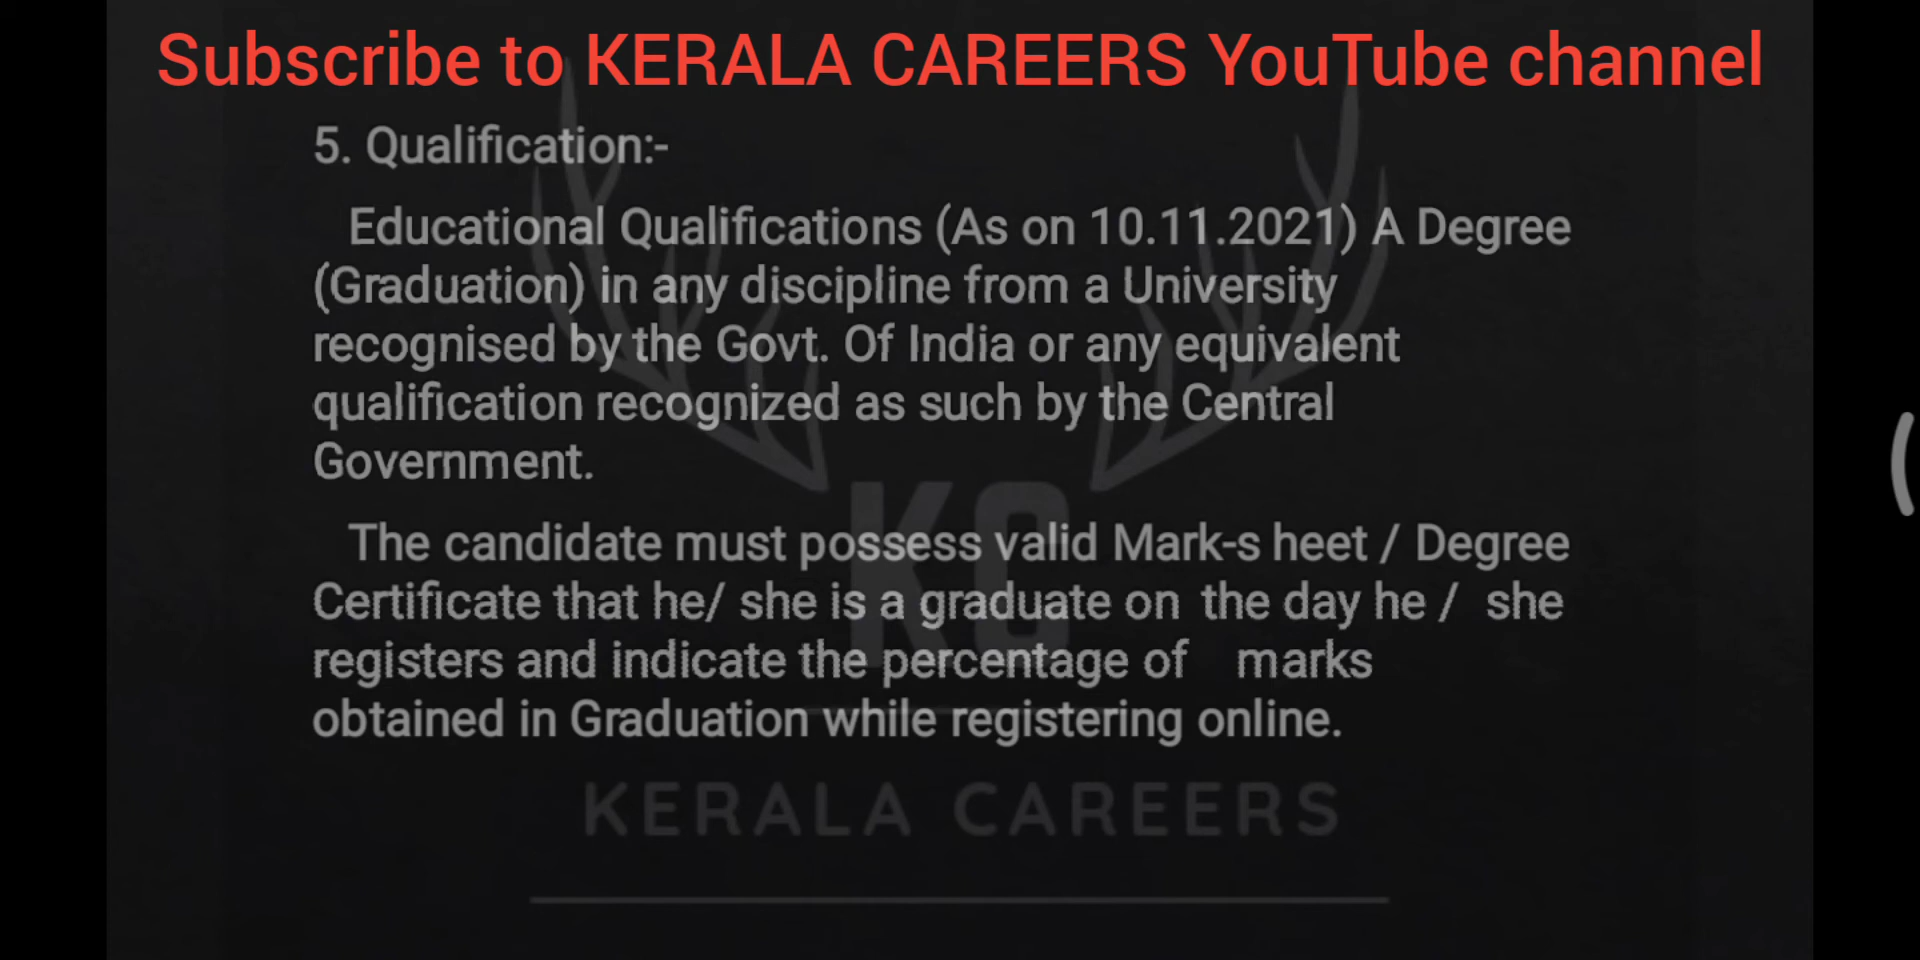 Subscribe to KERALA CAREERS YouTube channel
5. Qualification:-
Educational Qualifications (As on 10.11.2021) A Degree
(Graduation) in any discipline from a University
recognised by the Govt. Of India or any equivalent
qualification recognized as such by the Central
Government.
The candidate must possess valid Mark-s heet / Degree
Certificate that he/ she is a graduate on the day he / she
registers and indicate the percentage of marks
obtained in Graduation while registering online.
KC
KERALA CAREERS